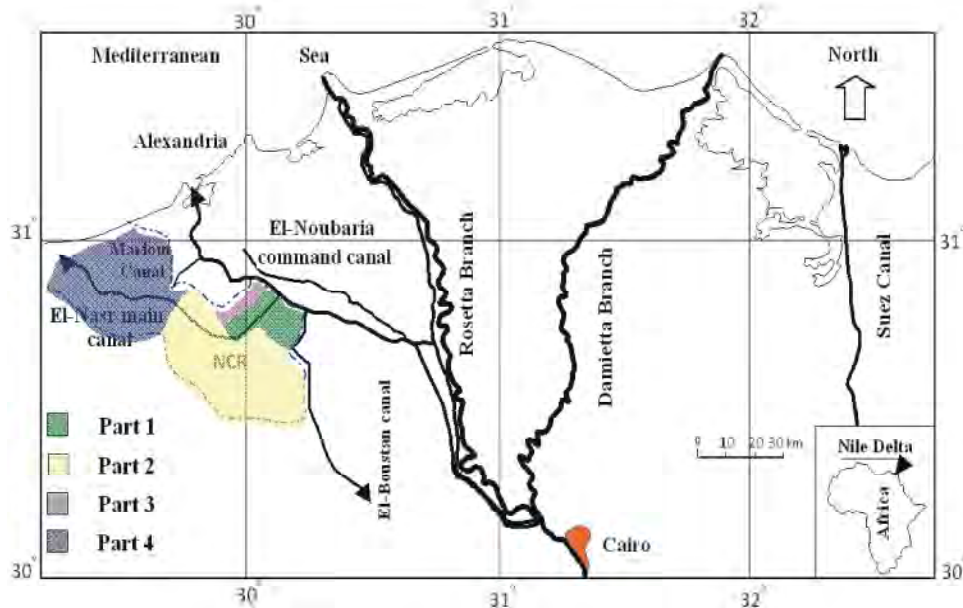 30°
31°
32°
Mediterranean
Sea
North
Alexandria
31°
31°
El-Noubaria
command canal
Canal
El-Nasr main
canal
NCR
Rosetta Branch
Damietta Branch
Suez Canal
El-Boustan canal
Part 1
Part 2
Part 3
Part 4
0 10 20 30 km
Nile Delta
Africa
Cairo
30°
30°
30°
31°
32°